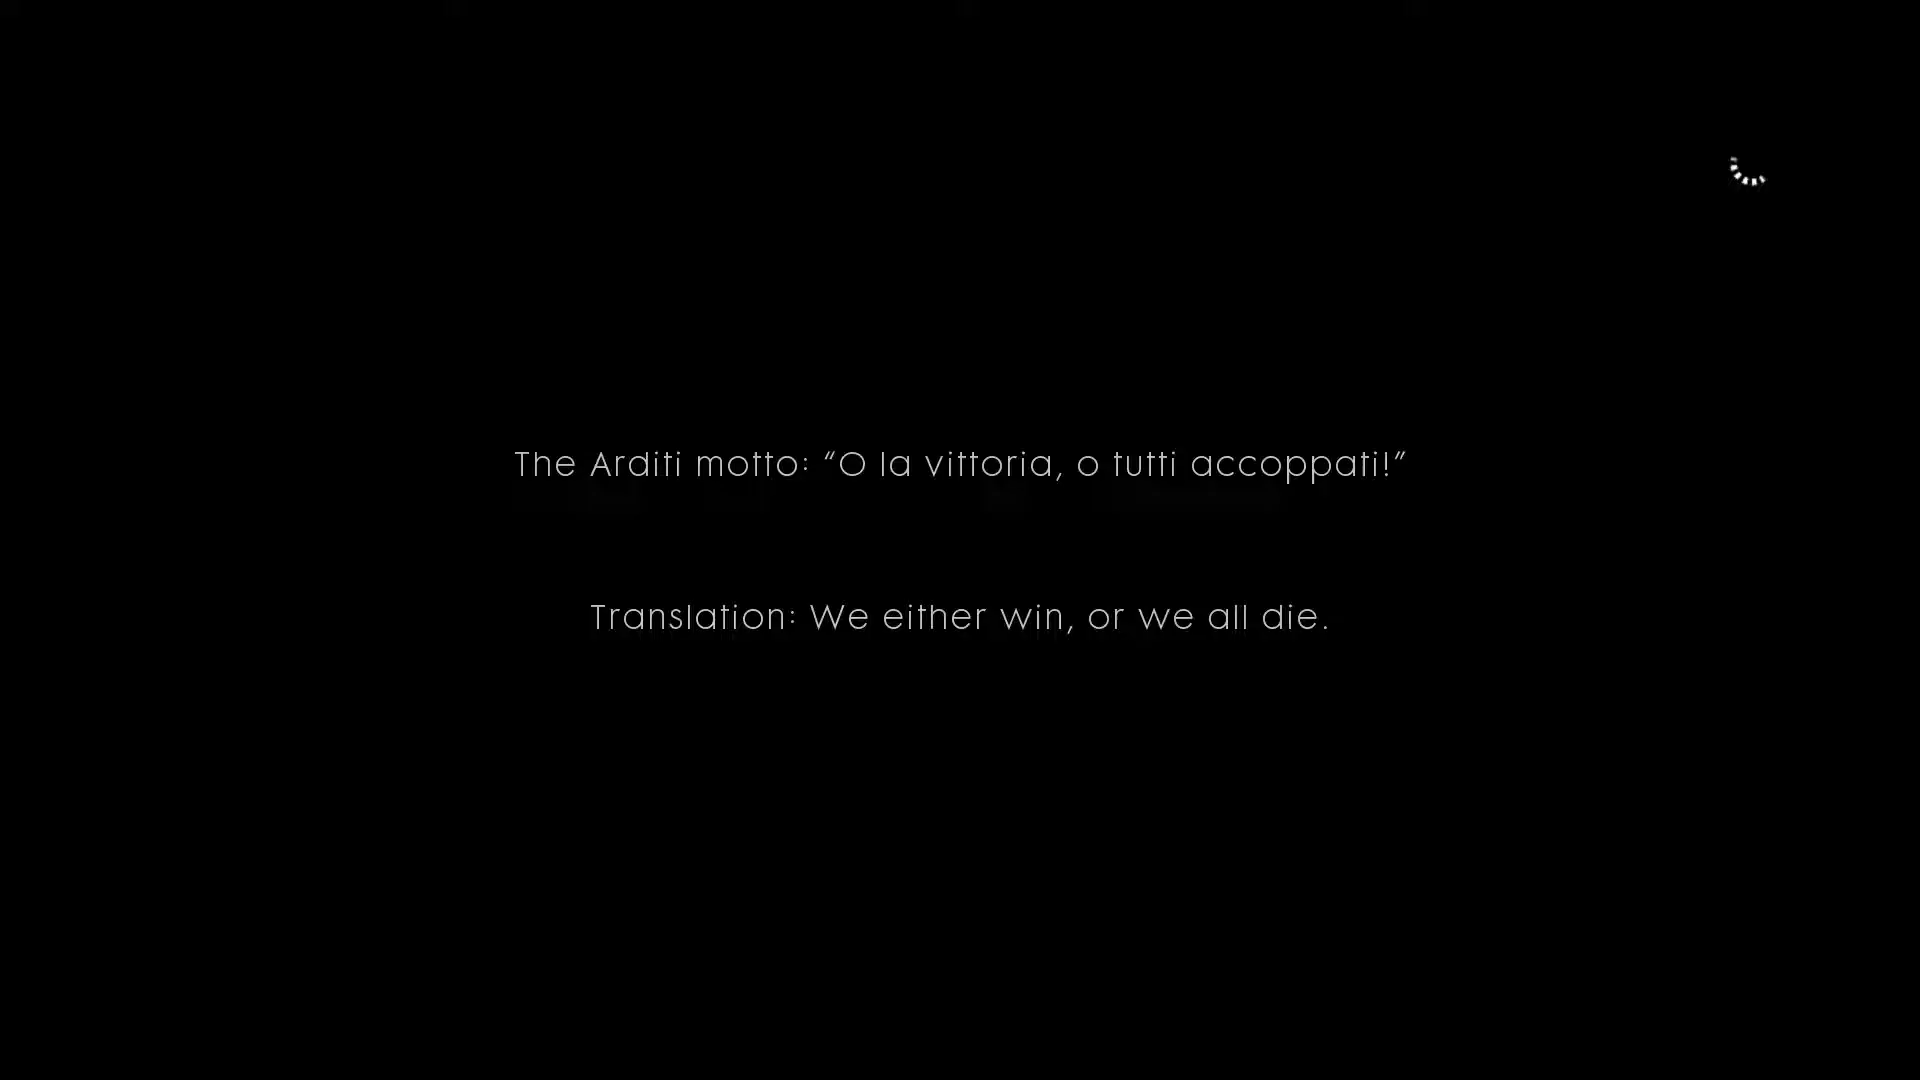 The Arditi motto: “O la vittoria, o tutti accoppati!”
Translation: We either win, or we all die.